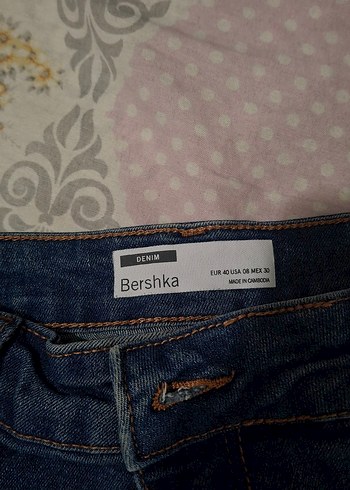 DENIM
Bershka
EUR 40 USA 08 MEX 30
MADE IN CAMBODIA